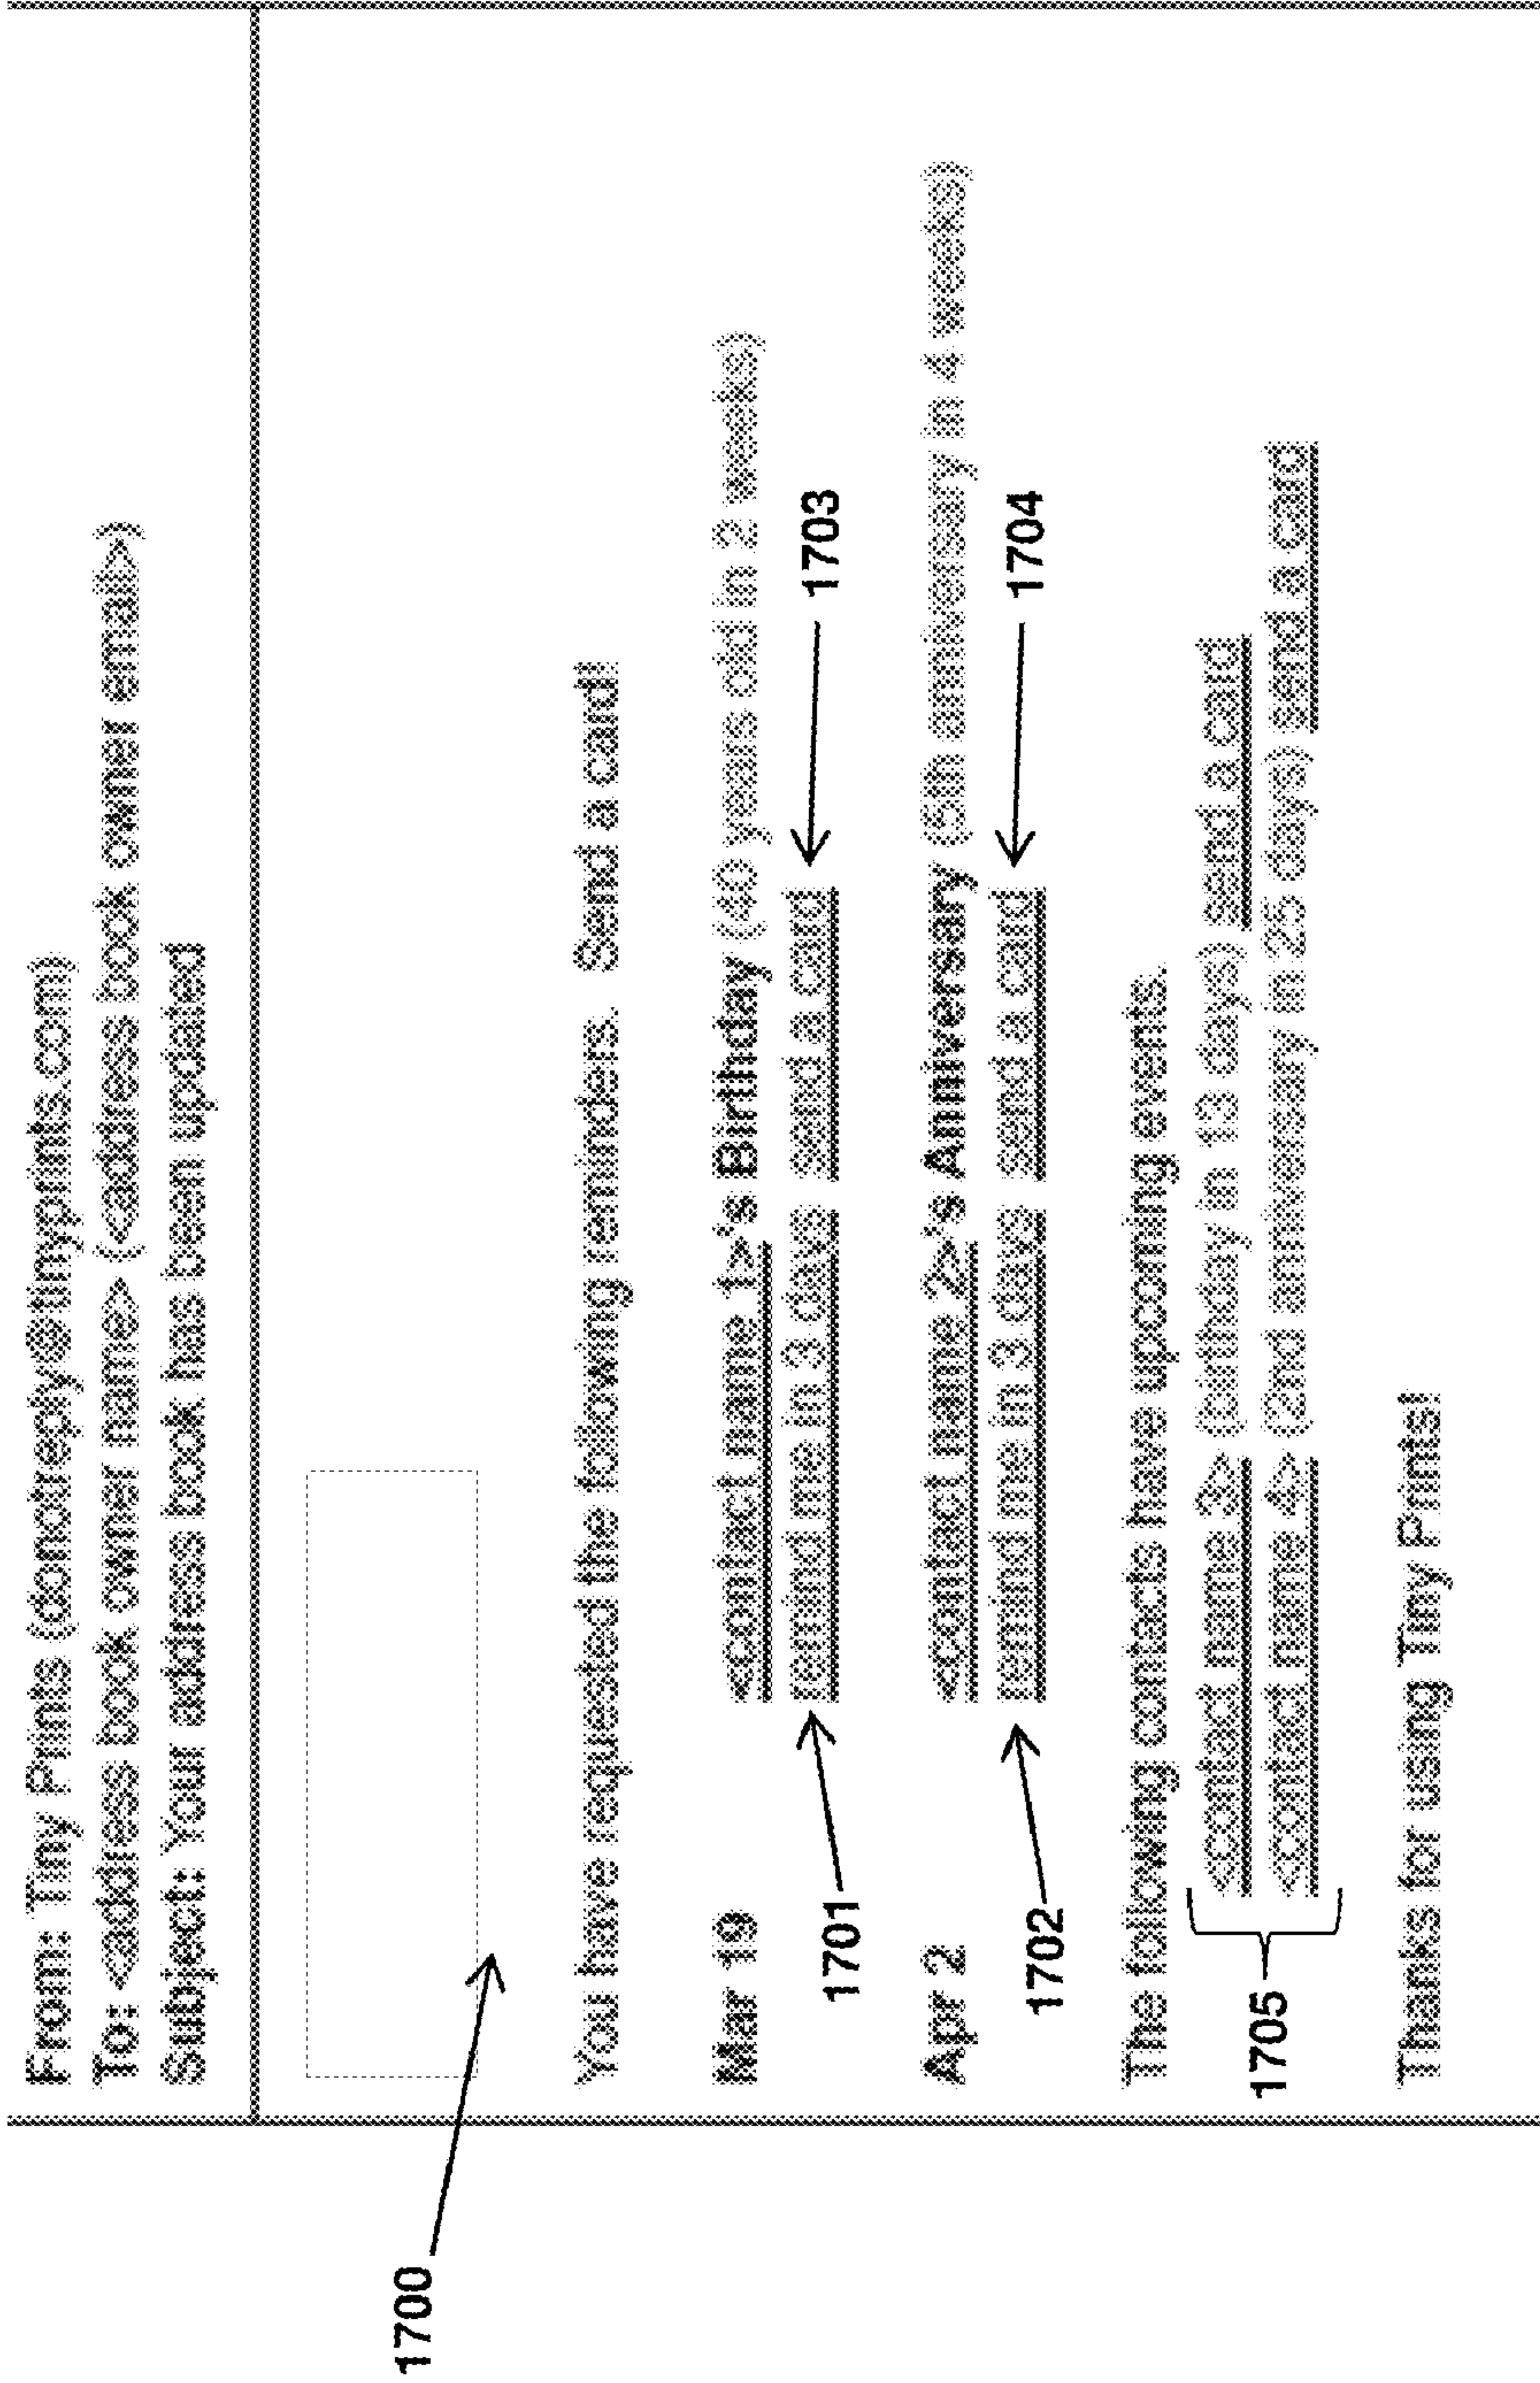 From: Tiny Prints (donotreply@tinyprints.com)
To: <address book owner name> (<address book owner email>)
Subject: Your address book has been updated
1700
You have requested the following reminders. Send a card!
Mar 19 <contact name 1>'s Birthday (40 years old in 2 weeks)
1701 remind me in 3 days send a card 1703
Apr 2 <contact name 2>'s Anniversary (5th anniversary in 4 weeks)
1702 remind me in 3 days send a card 1704
The following contacts have upcoming events.
<contact name 3> (birthday in 13 days) send a card
1705
<contact name 4> (2nd anniversary in 25 days) send a card
Thanks for using Tiny Prints!